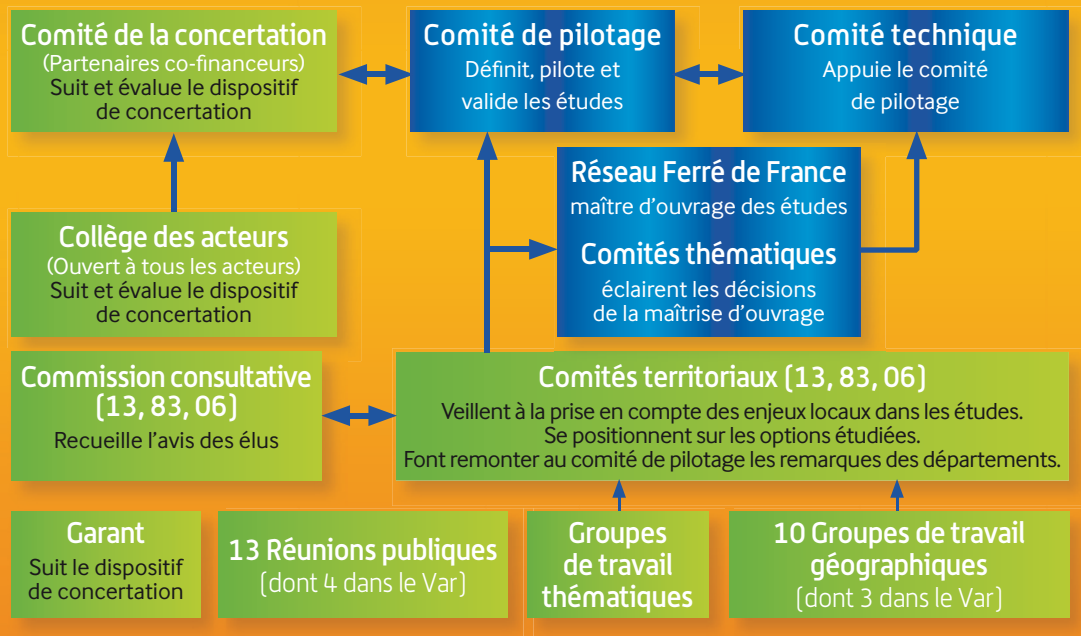 Comité de la concertation
(Partenaires co-financeurs)
Suit et évalue le dispositif
de concertation
Comité de pilotage
Définit, pilote et
valide les études
Comité technique
Appuie le comité
de pilotage
Réseau Ferré de France
maître d'ouvrage des études
Comités thématiques
éclairent les décisions
de la maîtrise d'ouvrage
Collège des acteurs
(Ouvert à tous les acteurs)
Suit et évalue le dispositif
de concertation
Commission consultative
(13, 83, 06)
Recueille l'avis des élus
Comités territoriaux (13, 83, 06)
Veillent à la prise en compte des enjeux locaux dans les études.
Se positionnent sur les options étudiées.
Font remonter au comité de pilotage les remarques des départements.
Garant
Suit le dispositif
de concertation
13 Réunions publiques
(dont 4 dans le Var)
Groupes
de travail
thématiques
10 Groupes de travail
géographiques
(dont 3 dans le Var)